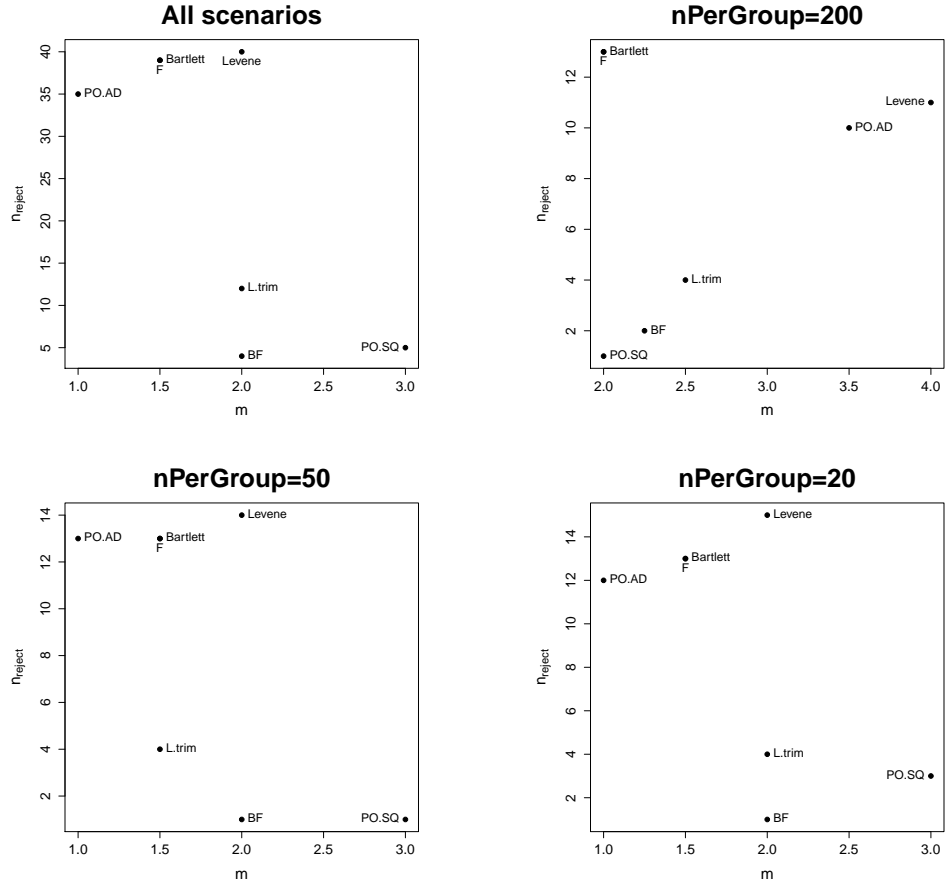 All scenarios
40
35
30
25
20
15
10
5
n_reject
Bartlett
F
Levene
PO.AD
L.trim
PO.SQ
BF
1.0 1.5 2.0 2.5 3.0
m
nPerGroup=200
12
10
8
6
4
2
n_reject
Bartlett
F
Levene
PO.AD
L.trim
BF
PO.SQ
2.0 2.5 3.0 3.5 4.0
m
nPerGroup=50
14
12
10
8
6
4
2
n_reject
Levene
PO.AD
Bartlett
F
L.trim
BF
PO.SQ
1.0 1.5 2.0 2.5 3.0
m
nPerGroup=20
14
12
10
8
6
4
2
n_reject
Levene
Bartlett
F
PO.AD
L.trim
PO.SQ
BF
1.0 1.5 2.0 2.5 3.0
m